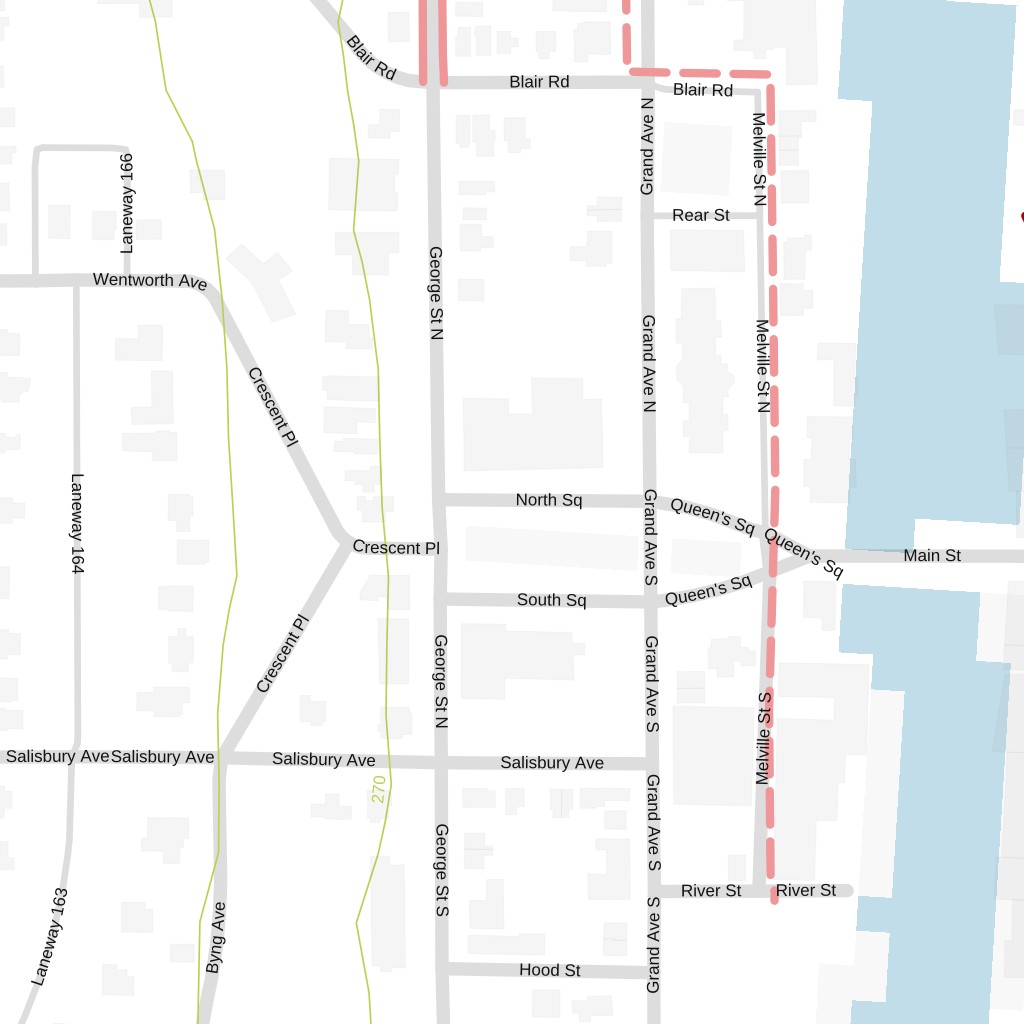 Blair Rd
Blair Rd
Blair Rd
Grand Ave N
Melville St N
Laneway 166
Rear St
Wentworth Ave
George St N
Grand Ave N
Melville St N
Crescent Pl
Laneway 164
North Sq
Grand Ave S
Queen's Sq
Queen's Sq
Crescent Pl
Main St
South Sq
Queen's Sq
Crescent Pl
George St N
Grand Ave S
Melville St S
Salisbury Ave
Salisbury Ave
Salisbury Ave
Salisbury Ave
270
Grand Ave S
George St S
River St
River St
Laneway 163
Byng Ave
Grand Ave S
Hood St